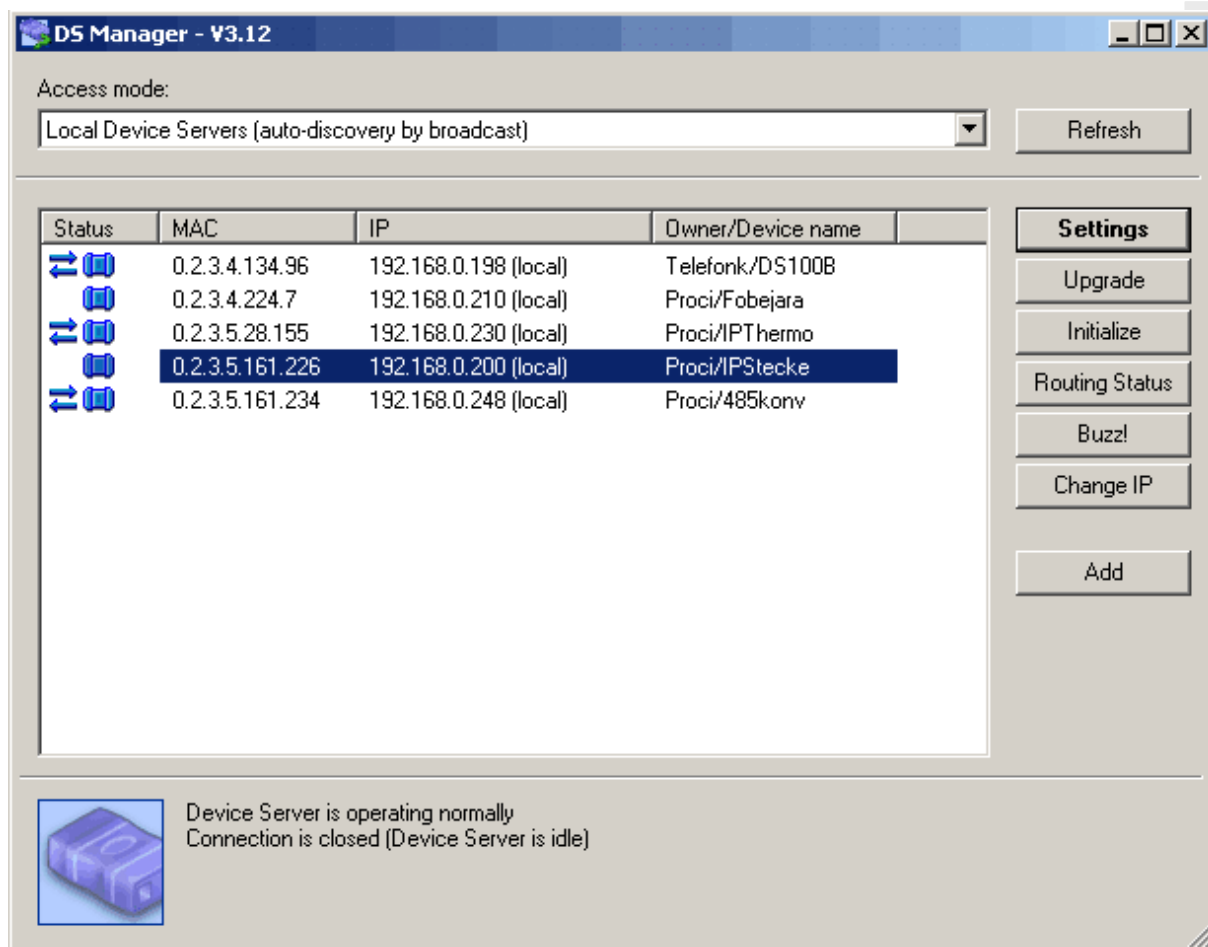 DS Manager - V3.12
Access mode:
Local Device Servers (auto-discovery by broadcast)
Refresh
Status MAC IP Owner/Device name
0.2.3.4.134.96 192.168.0.198 (local) Telefonk/DS100B
0.2.3.4.224.7 192.168.0.210 (local) Proci/Fobejara
0.2.3.5.28.155 192.168.0.230 (local) Proci/IPThermo
0.2.3.5.161.226 192.168.0.200 (local) Proci/IPStecke
0.2.3.5.161.234 192.168.0.248 (local) Proci/485konv
Settings
Upgrade
Initialize
Routing Status
Buzz!
Change IP
Add
Device Server is operating normally
Connection is closed (Device Server is idle)